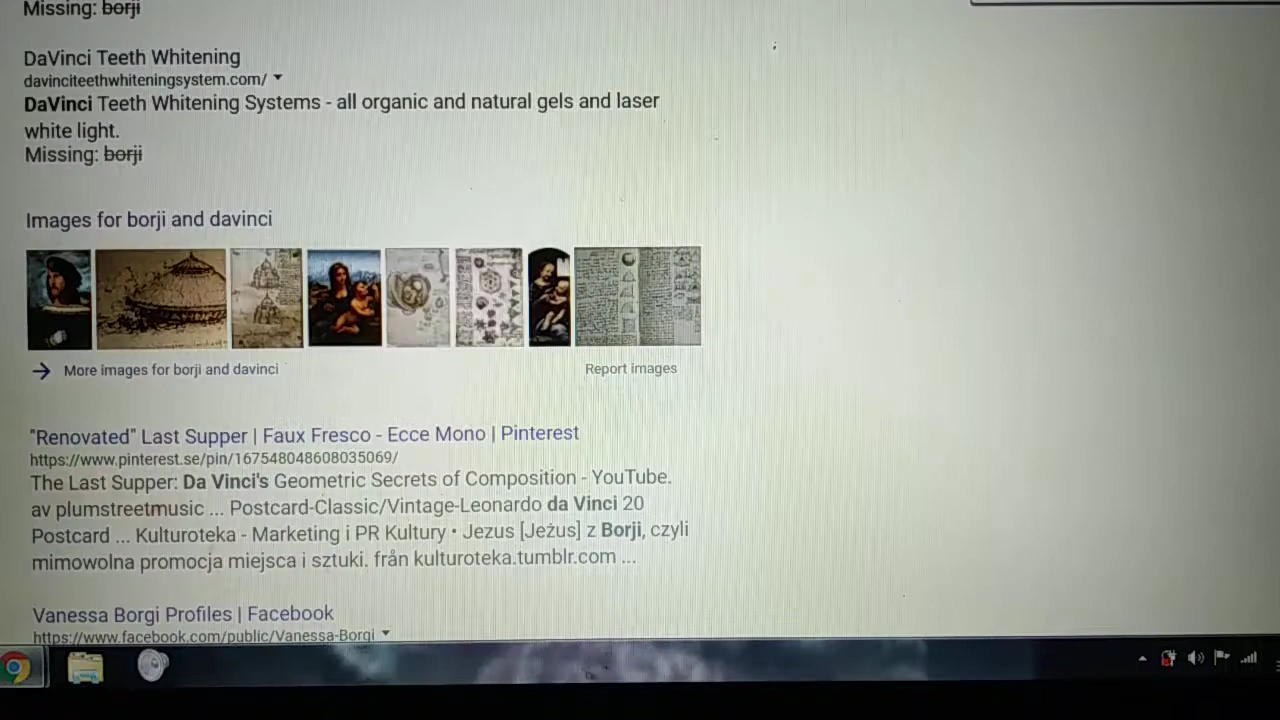 Missing: borji
DaVinci Teeth Whitening
davinciteethwhiteningsystem.com/
DaVinci Teeth Whitening Systems - all organic and natural gels and laser
white light.
Missing: borji
Images for borji and davinci
More images for borji and davinci
Report images
"Renovated" Last Supper | Faux Fresco - Ecce Mono | Pinterest
https://www.pinterest.se/pin/167548048608035069/
The Last Supper: Da Vinci's Geometric Secrets of Composition - YouTube.
av plumstreetmusic ... Postcard-Classic/Vintage-Leonardo da Vinci 20
Postcard ... Kulturoteka - Marketing i PR Kultury • Jezus [Jeżus] z Borji, czyli
mimowolna promocja miejsca i sztuki. från kulturoteka.tumblr.com ...
Vanessa Borgi Profiles | Facebook
https://www.facebook.com/public/Vanessa-Borgi